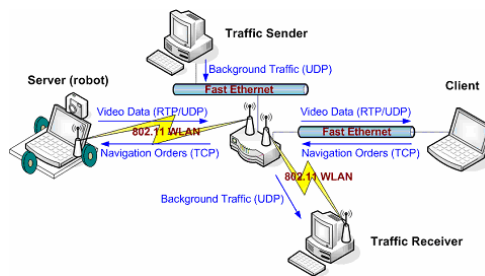 Traffic Sender
Background Traffic (UDP)
Fast Ethernet
Server (robot)
Client
Video Data (RTP/UDP)
802.11 WLAN
Navigation Orders (TCP)
Video Data (RTP/UDP)
Fast Ethernet
Navigation Orders (TCP)
802.11 WLAN
Background Traffic (UDP)
Traffic Receiver